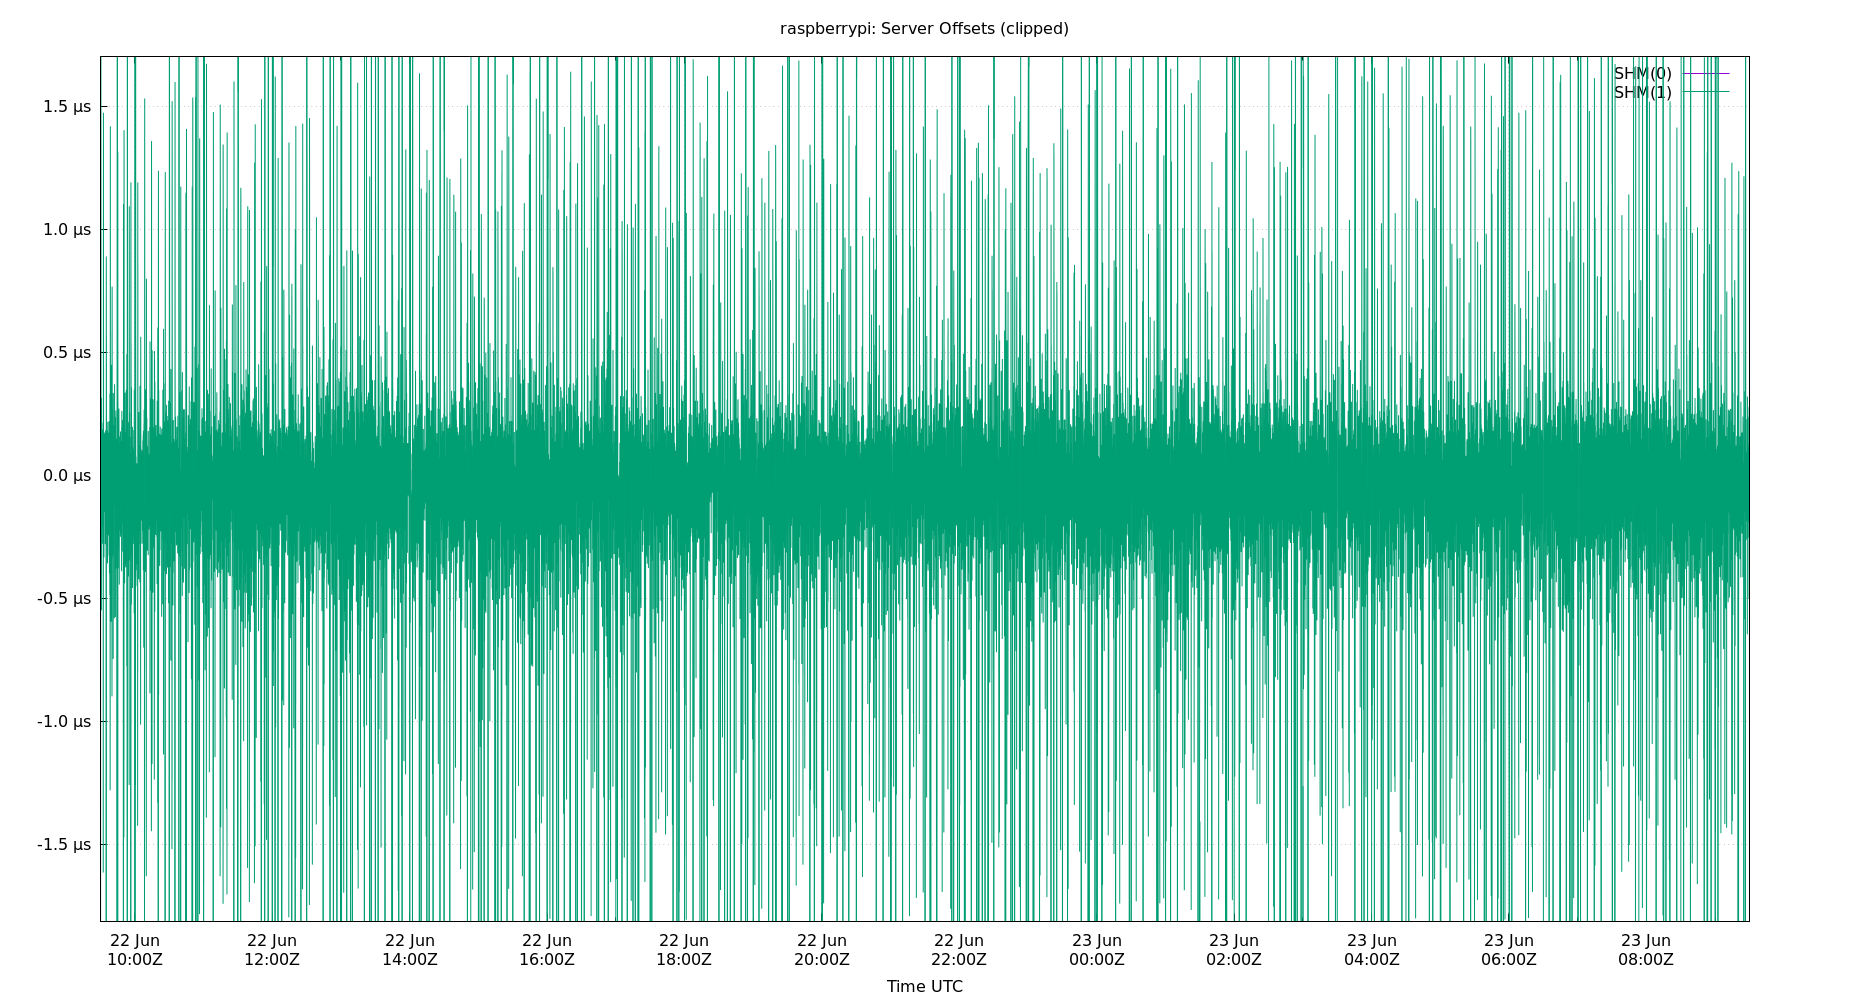 raspberrypi: Server Offsets (clipped)
SHM(0)
SHM(1)
1.5 µs
1.0 µs
0.5 µs
0.0 µs
-0.5 µs
-1.0 µs
-1.5 µs
22 Jun 22 Jun 22 Jun 22 Jun 22 Jun 22 Jun 22 Jun 23 Jun 23 Jun 23 Jun 23 Jun 23 Jun
10:00Z 12:00Z 14:00Z 16:00Z 18:00Z 20:00Z 22:00Z 00:00Z 02:00Z 04:00Z 06:00Z 08:00Z
Time UTC